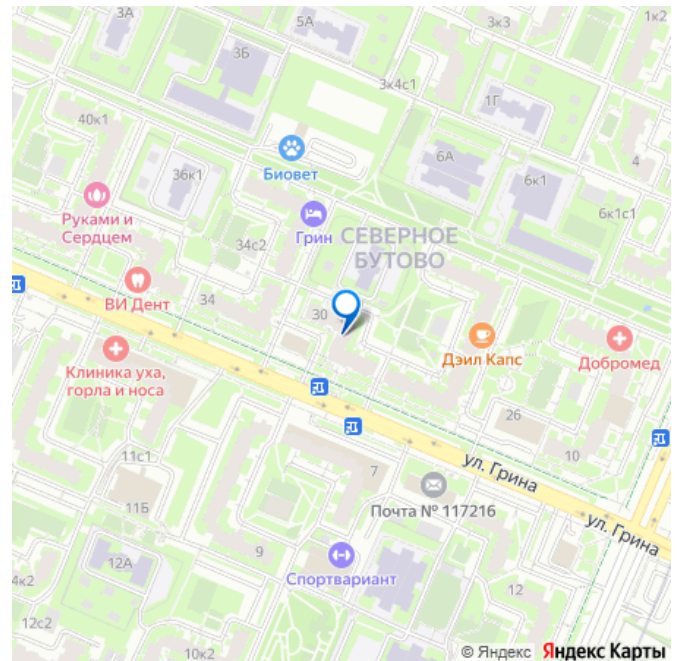 3А
5А
3к3
1к2
3Б
3к4с1
1Г
40к1
Биовет
6А
4
36к1
6к1
Руками и
Сердцем
Грин
6к1с1
34с2
СЕВЕРНОЕ
БУТОВО
ВИ Дент
34
30
Дэил Капс
Добромед
Клиника уха,
горла и носа
26
10
11с1
7
ул. Грина
11Б
Почта № 117216
ул. Грина
9
12А
Спортвариант
4к2
12
12с2
10к2
© Яндекс Яндекс Карты